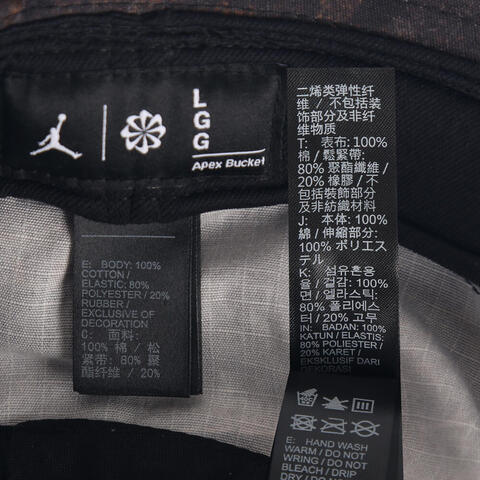 L
G
G
Apex Bucket
E: BODY: 100%
COTTON /
ELASTIC: 80%
POLYESTER / 20%
RUBBER /
EXCLUSIVE OF
DECORATION
C: 面料:
100% 棉 / 松
紧带: 80% 聚
酯纤维 / 20%
二烯类弹性纤
维 / 不包括装
饰部分及非纤
维物质
T: 表布: 100%
棉 / 鬆緊帶:
80% 聚酯纖維 /
20% 橡膠 / 不
包括裝飾部分
及非紡織材料
J: 本体: 100%
綿 / 伸縮部分:
100% ポリエス
テル
K: 섬유혼용
율 / 겉감: 100%
면 / 엘라스틱:
80% 폴리에스
터 / 20% 고무
IN: BADAN: 100%
KATUN / ELASTIS:
80% POLIESTER /
20% KARET /
EKSKLUSIF DARI
DEKORASI
E: HAND WASH
WARM / DO NOT
WRING / DO NOT
BLEACH / DRIP
DRY / DO NOT